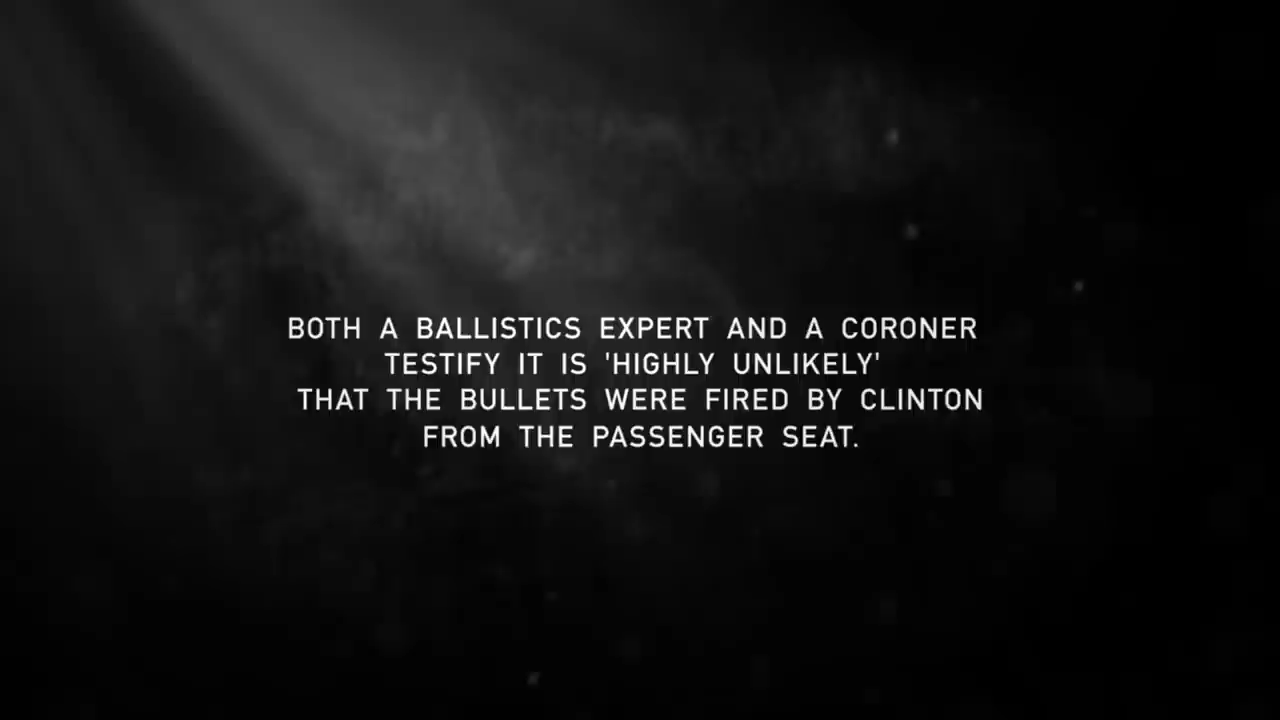 BOTH A BALLISTICS EXPERT AND A CORONER
TESTIFY IT IS 'HIGHLY UNLIKELY'
THAT THE BULLETS WERE FIRED BY CLINTON
FROM THE PASSENGER SEAT.